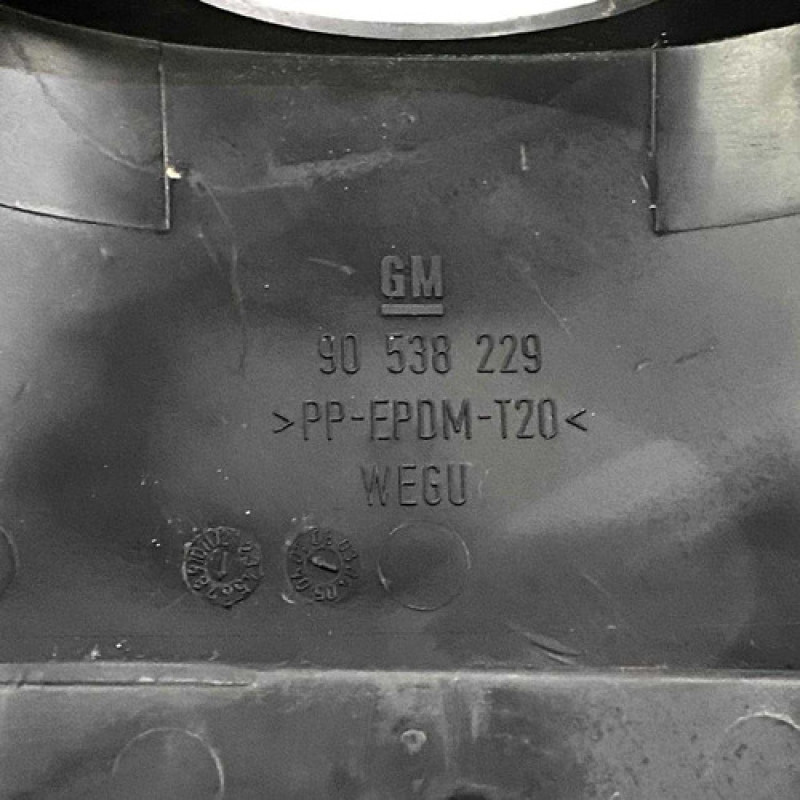 GM
90 538 229
>PP-EPDM-T20<
WEGU